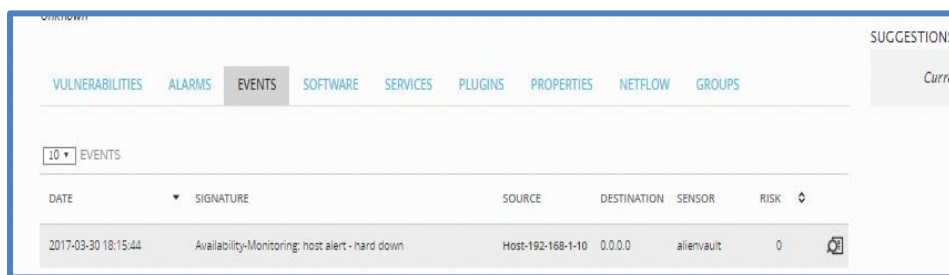 Unknown
SUGGESTIONS
VULNERABILITIES ALARMS EVENTS SOFTWARE SERVICES PLUGINS PROPERTIES NETFLOW GROUPS
10 EVENTS
DATE SIGNATURE SOURCE DESTINATION SENSOR RISK
2017-03-30 18:15:44 Availability-Monitoring: host alert - hard down Host-192-168-1-10 0.0.0.0 alienvault 0